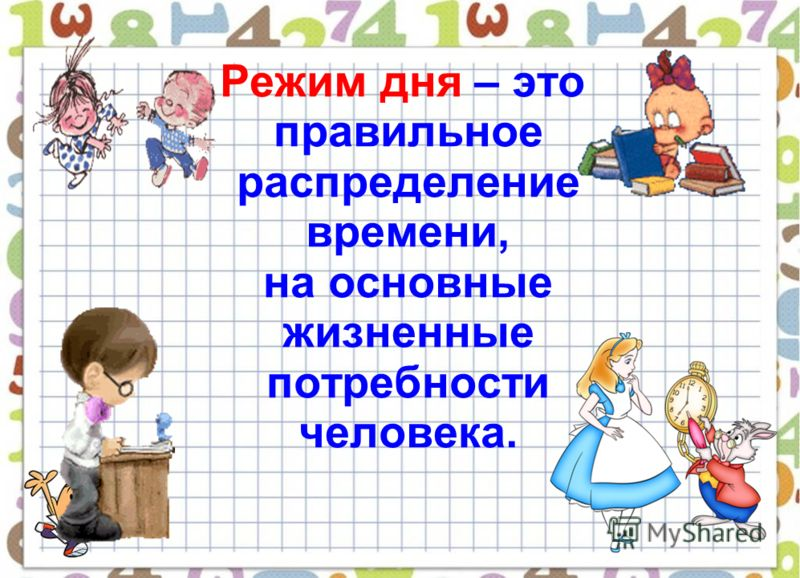 Режим дня – это
правильное
распределение
времени,
на основные
жизненные
потребности
человека.
MyShared